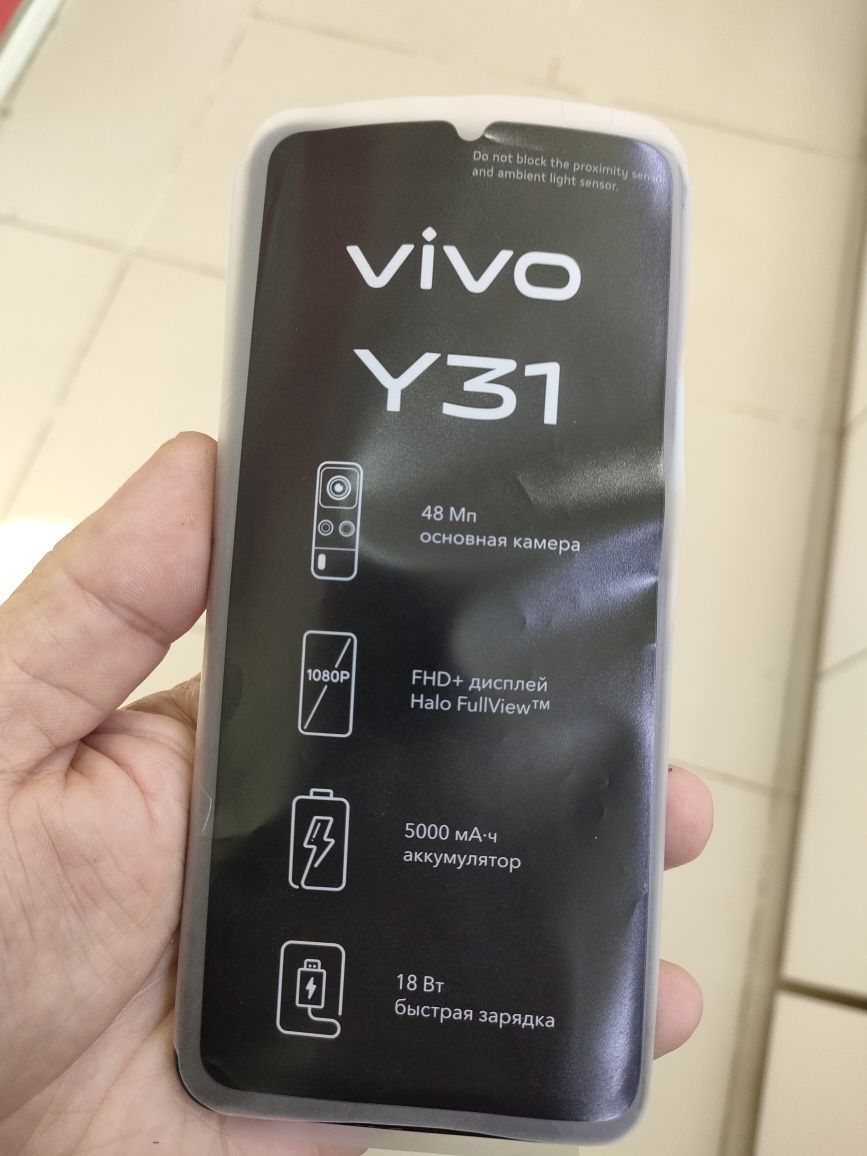 Do not block the proximity sensor
and ambient light sensor.
vivo
Y31
48 Мп
основная камера
1080P
FHD+ дисплей
Halo FullView™
5000 мА·ч
аккумулятор
18 Вт
быстрая зарядка